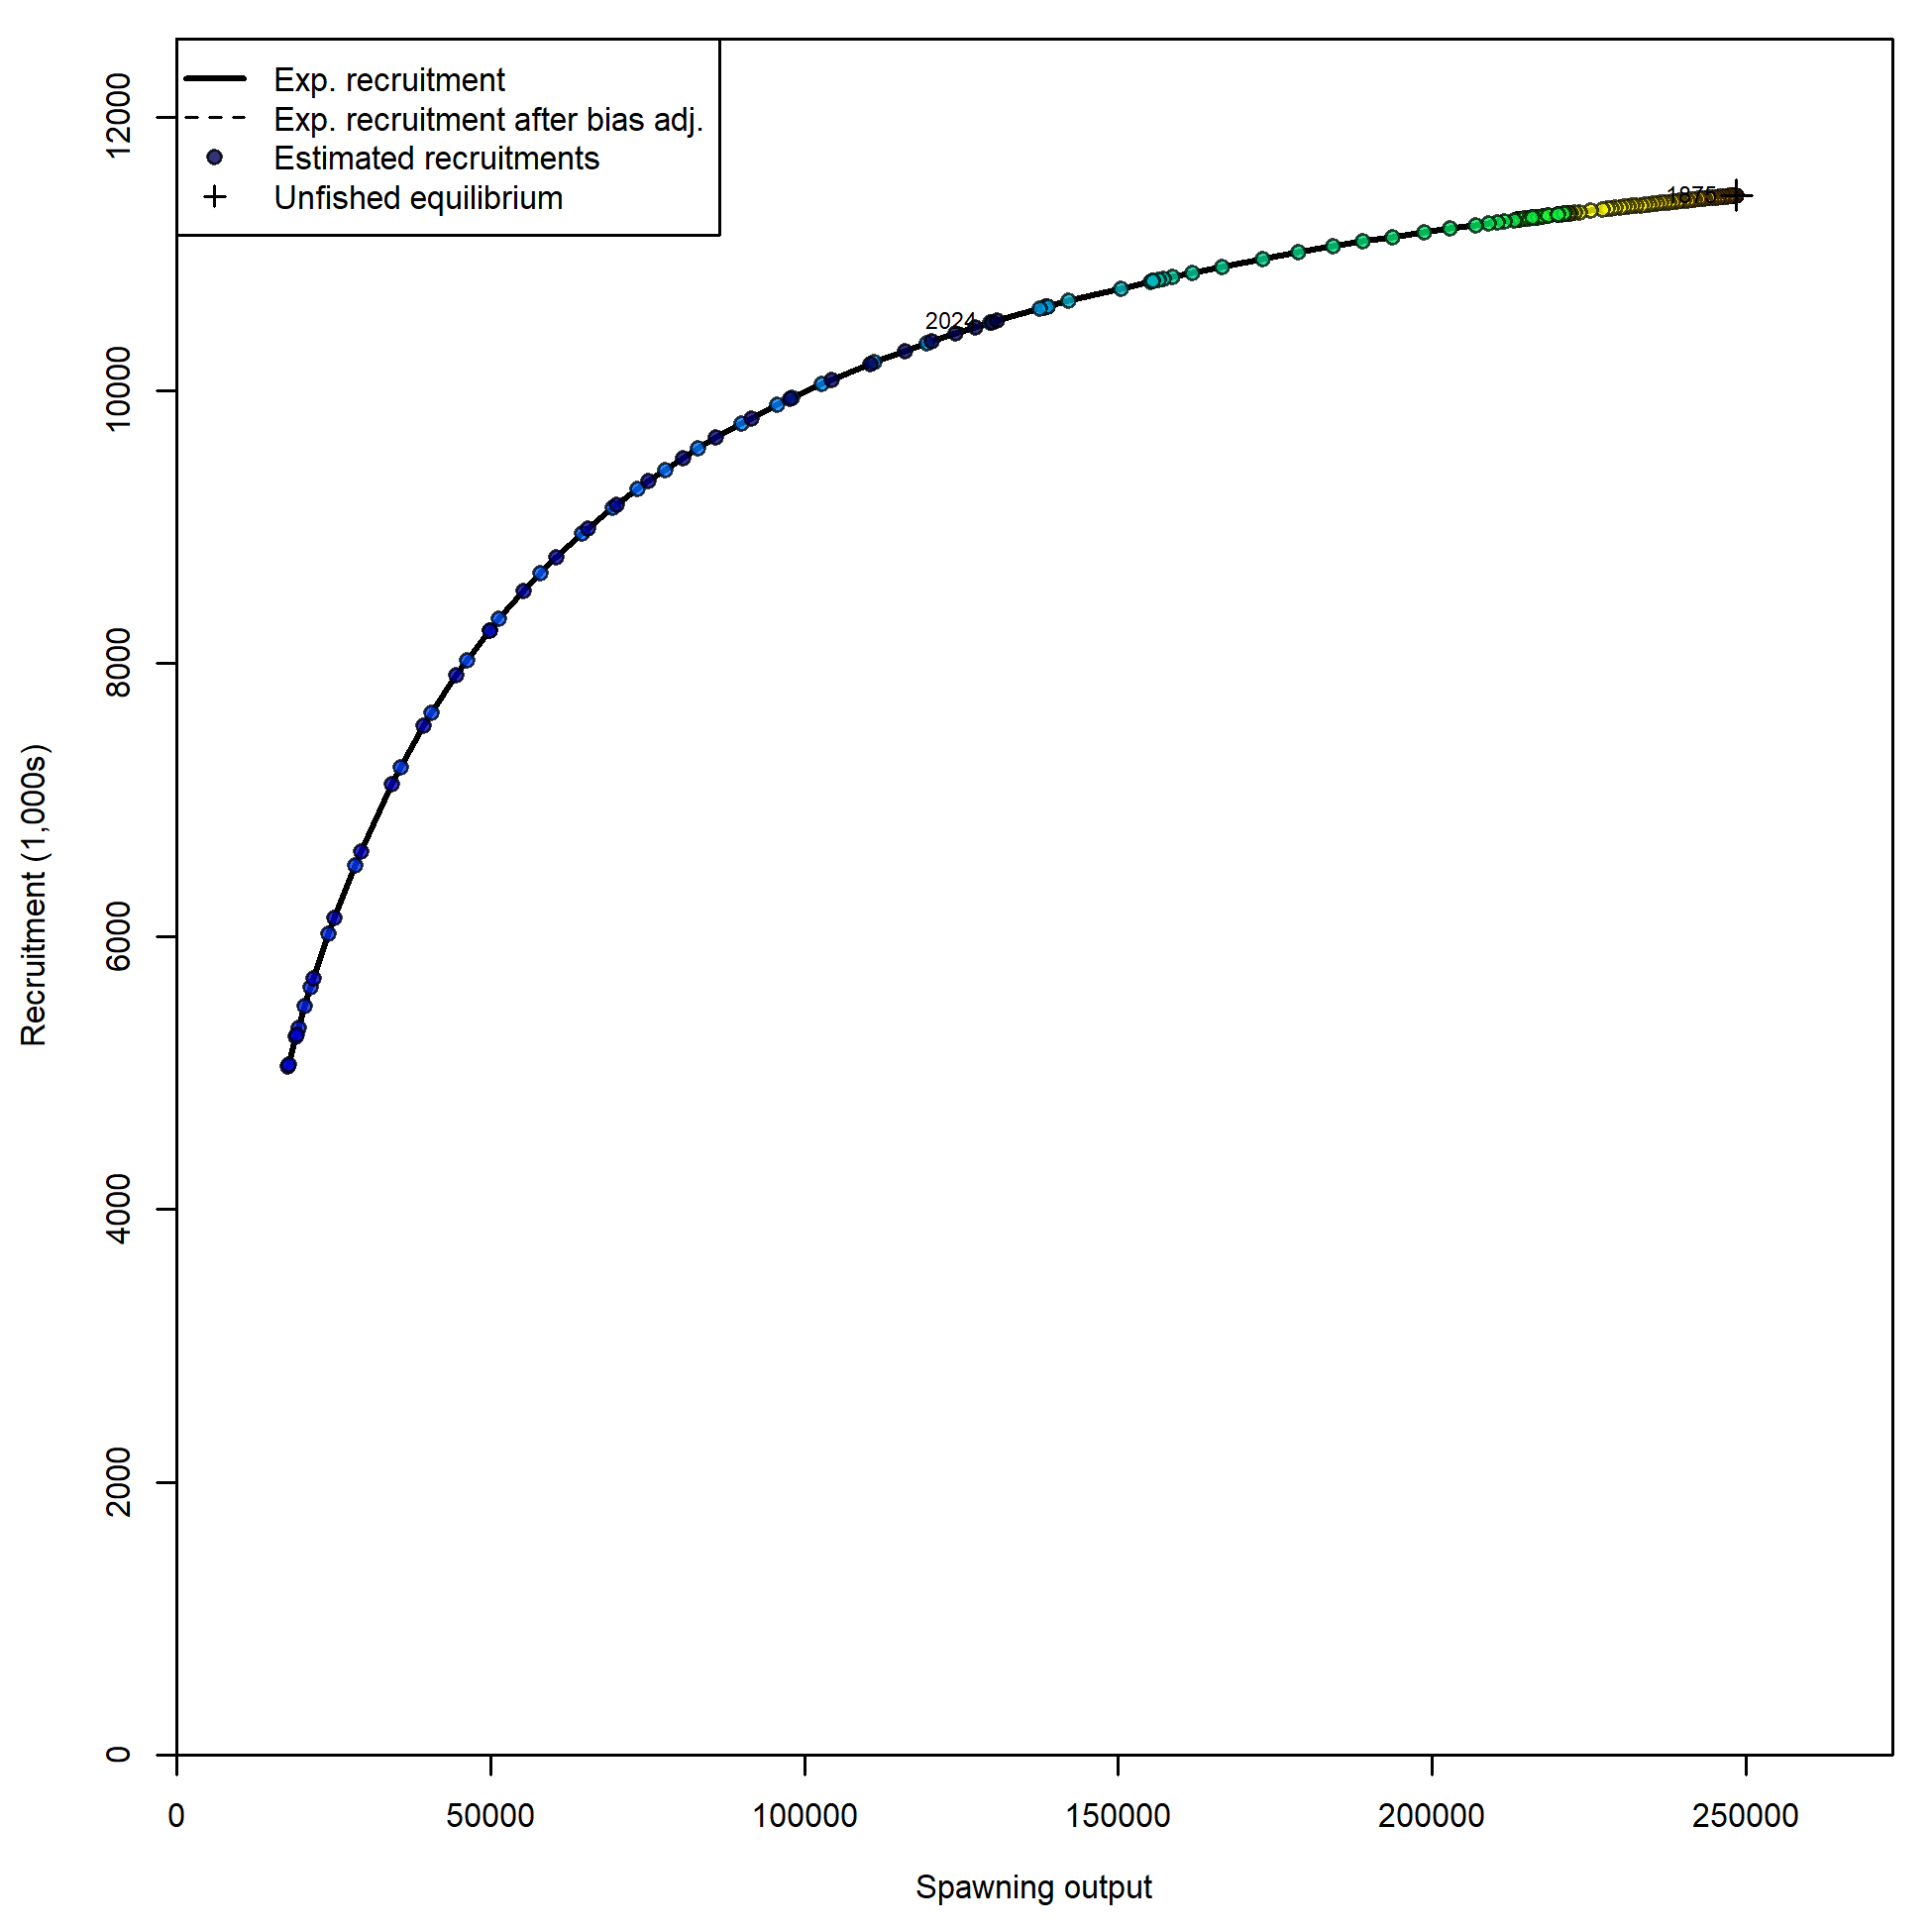 Exp. recruitment
Exp. recruitment after bias adj.
Estimated recruitments
Unfished equilibrium
12000
10000
8000
6000
4000
2000
0
Recruitment (1,000s)
1875
2024
0
50000
100000
150000
200000
250000
Spawning output